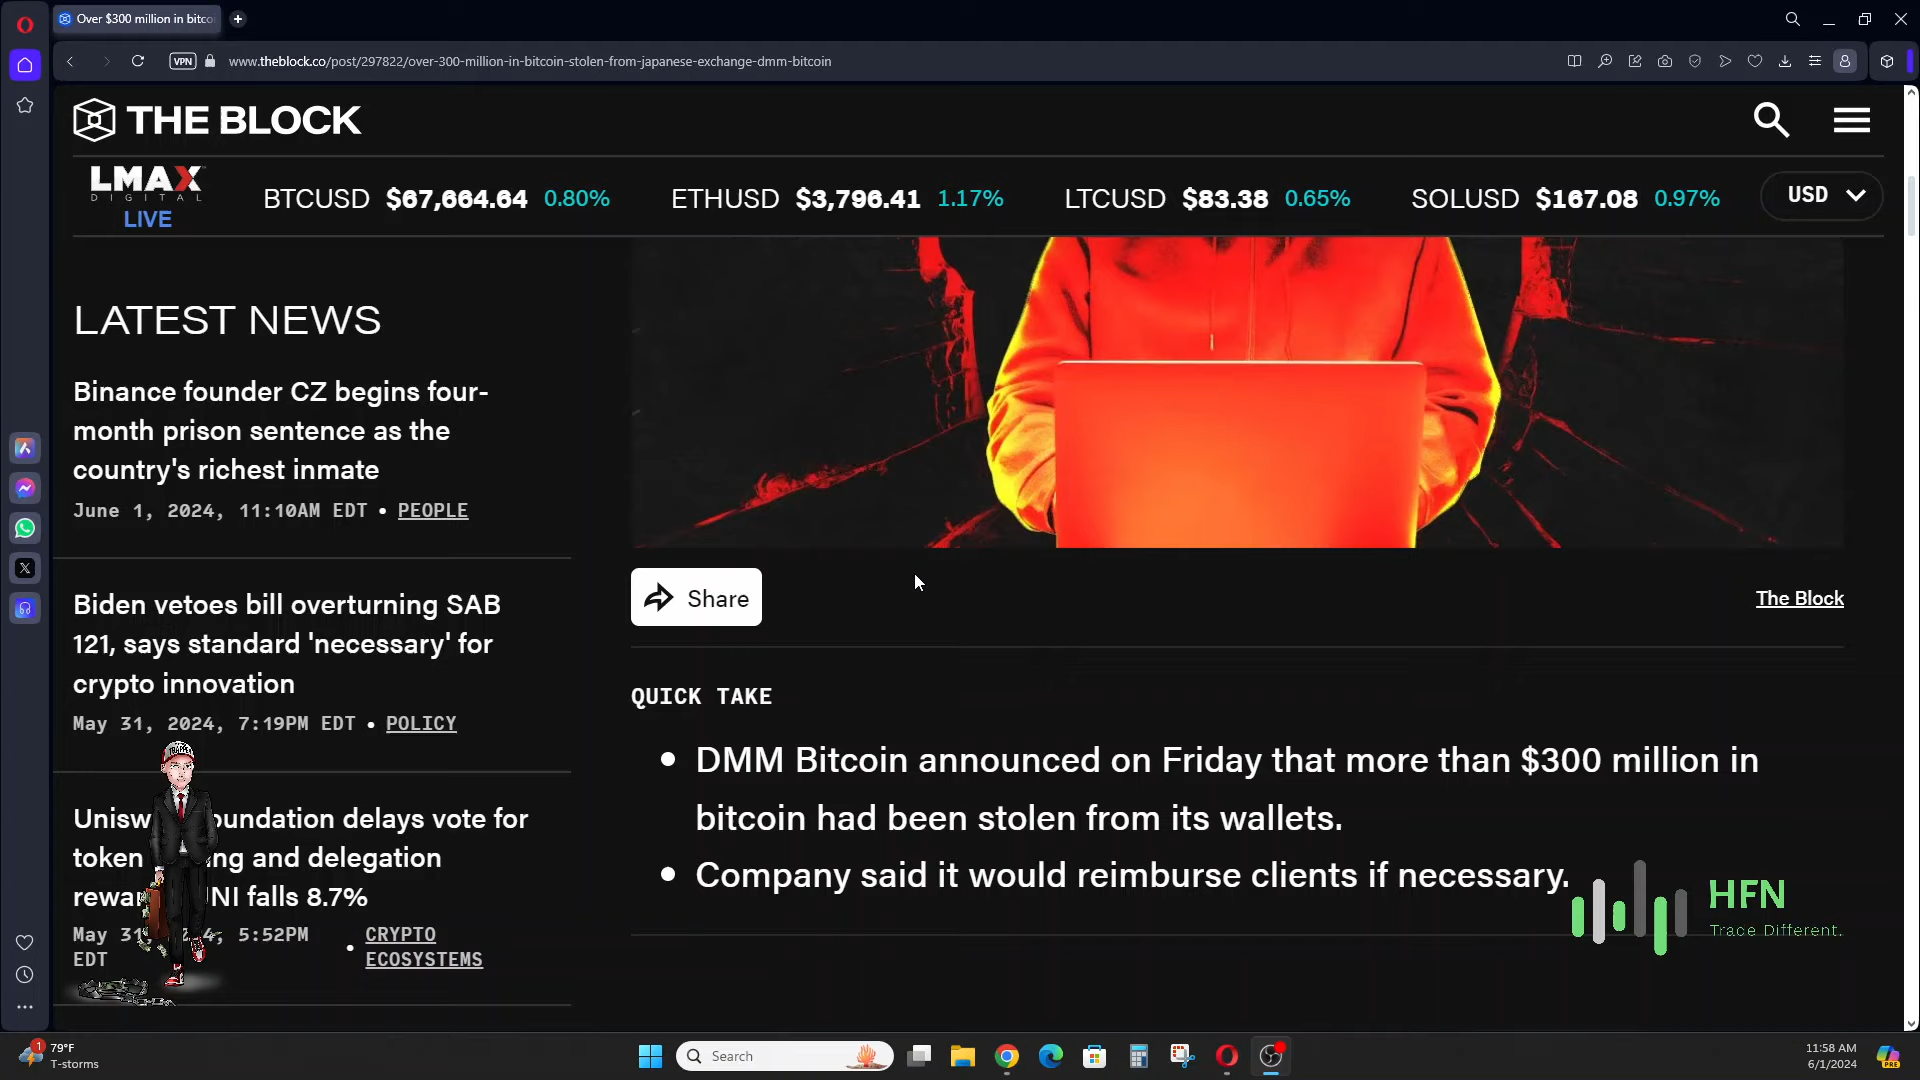 Over $300 million in bitco
VPN
www.theblock.co/post/297822/over-300-million-in-bitcoin-stolen-from-japanese-exchange-dmm-bitcoin
THE BLOCK
LMAX
DIGITAL
LIVE
BTCUSD $67,664.64 0.80%
ETHUSD $3,796.41 1.17%
LTCUSD $83.38 0.65%
SOLUSD $167.08 0.97%
USD
LATEST NEWS
Binance founder CZ begins four-
month prison sentence as the
country's richest inmate
June 1, 2024, 11:10AM EDT • PEOPLE
Biden vetoes bill overturning SAB
121, says standard 'necessary' for
crypto innovation
May 31, 2024, 7:19PM EDT • POLICY
Unisw oundation delays vote for
token ng and delegation
rewar NI falls 8.7%
May 31, 4, 5:52PM
EDT
• CRYPTO
ECOSYSTEMS
Share
The Block
QUICK TAKE
• DMM Bitcoin announced on Friday that more than $300 million in
bitcoin had been stolen from its wallets.
• Company said it would reimburse clients if necessary.
HFN
Trace Different.
1
79°F
T-storms
Search
11:58 AM
6/1/2024
PRE